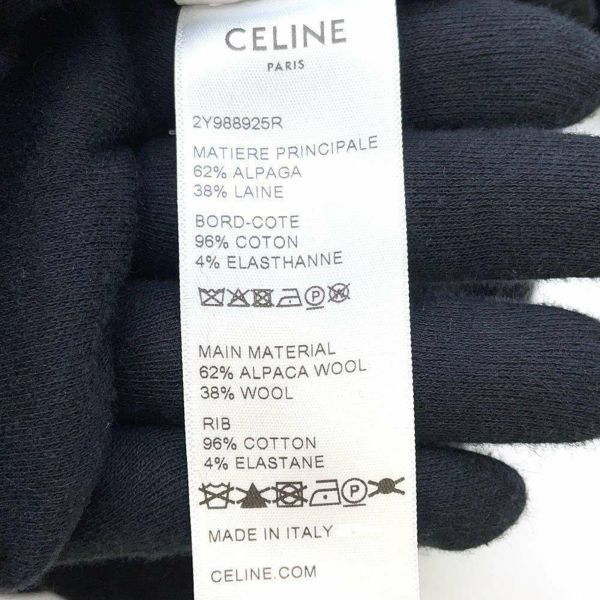 CELINE
PARIS
2Y988925R
MATIERE PRINCIPALE
62% ALPAGA
38% LAINE
BORD-COTE
96% COTON
4% ELASTHANNE
P
MAIN MATERIAL
62% ALPACA WOOL
38% WOOL
RIB
96% COTTON
4% ELASTANE
P
MADE IN ITALY
CELINE.COM